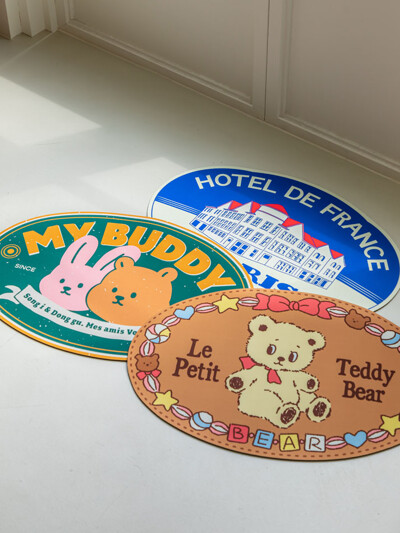 HOTEL DE FRANCE
MY BUDDY
SINCE
Song i & Dong gu, Mes amis
Le
Petit
Teddy
Bear
BEAR